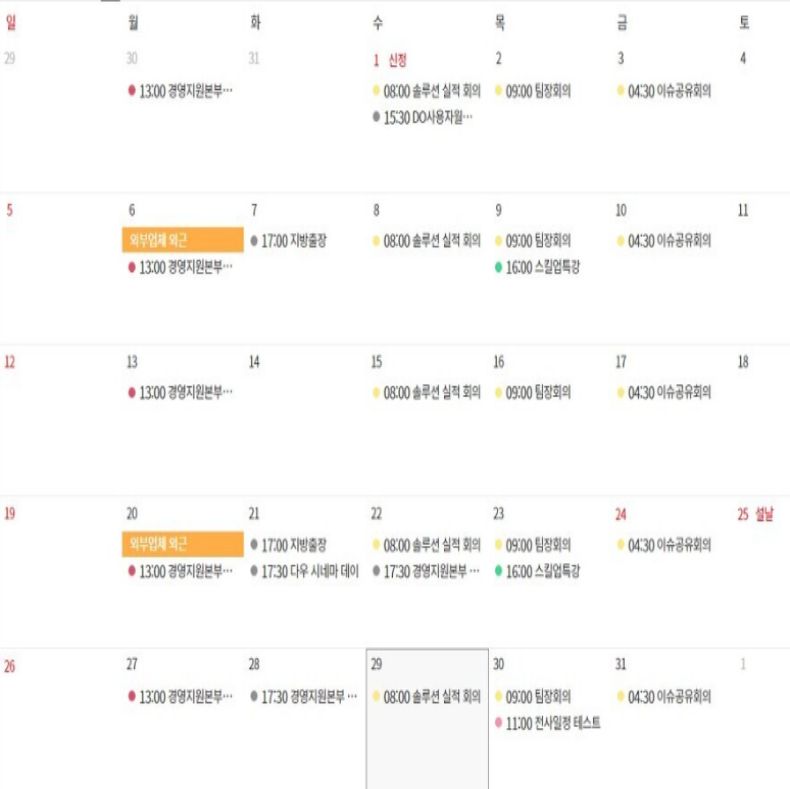 일 월 화 수 목 금 토
29 30 31 1 신정 2 3 4
13:00 경영지원본부… 08:00 솔루션 실적 회의 09:00 팀장회의 04:30 이슈공유회의
15:30 DO사용자월…
5 6 7 8 9 10 11
외부업체 외근 17:00 지방출장 08:00 솔루션 실적 회의 09:00 팀장회의 04:30 이슈공유회의
13:00 경영지원본부… 16:00 스킬업특강
12 13 14 15 16 17 18
13:00 경영지원본부… 08:00 솔루션 실적 회의 09:00 팀장회의 04:30 이슈공유회의
19 20 21 22 23 24 25 설날
외부업체 외근 17:00 지방출장 08:00 솔루션 실적 회의 09:00 팀장회의 04:30 이슈공유회의
13:00 경영지원본부… 17:30 다우 시네마 데이 17:30 경영지원본부 … 16:00 스킬업특강
26 27 28 29 30 31 1
13:00 경영지원본부… 17:30 경영지원본부 … 08:00 솔루션 실적 회의 09:00 팀장회의 04:30 이슈공유회의
11:00 전사일정 테스트